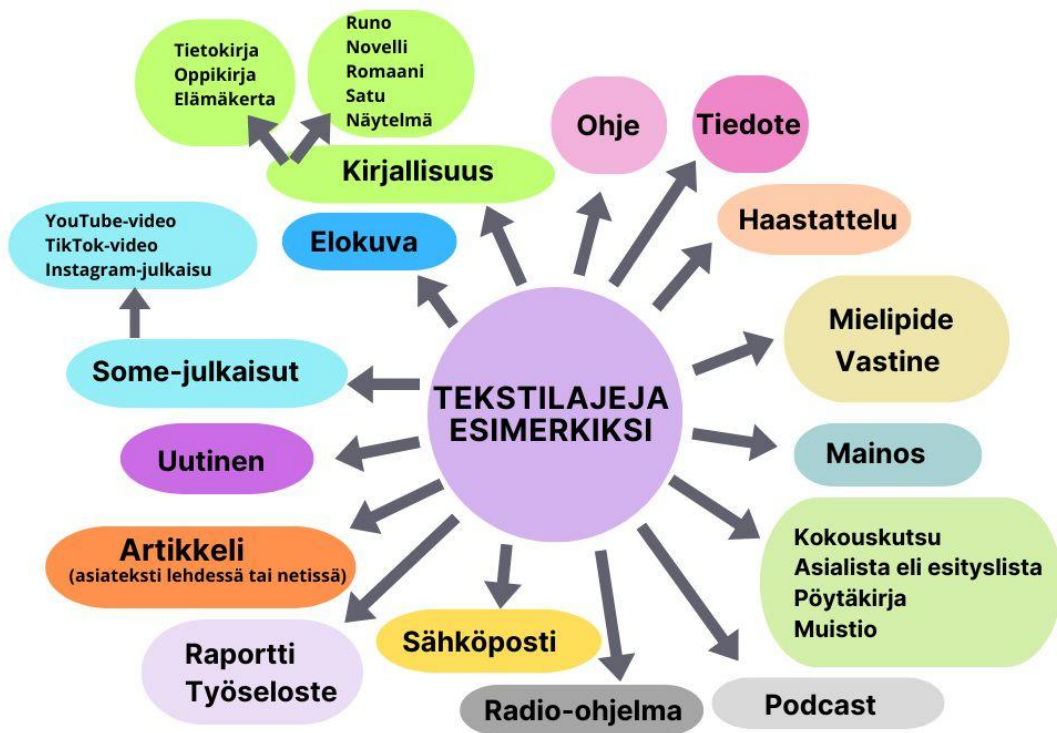 Tietokirja
Oppikirja
Elämäkerta
Runo
Novelli
Romaani
Satu
Näytelmä
Kirjallisuus
Ohje
Tiedote
Haastattelu
Elokuva
YouTube-video
TikTok-video
Instagram-julkaisu
Some-julkaisut
TEKSTILAJEJA
ESIMERKIKSI
Mielipide
Vastine
Mainos
Uutinen
Artikkeli
(asiateksti lehdessä tai netissä)
Kokouskutsu
Asialista eli esityslista
Pöytäkirja
Muistio
Raportti
Työseloste
Sähköposti
Radio-ohjelma
Podcast